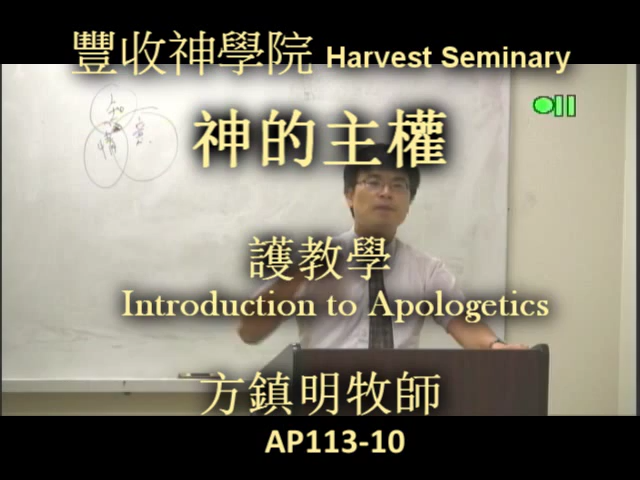 豐收神學院 Harvest Seminary
神的主權
護教學
Introduction to Apologetics
方鎮明牧師
AP113-10